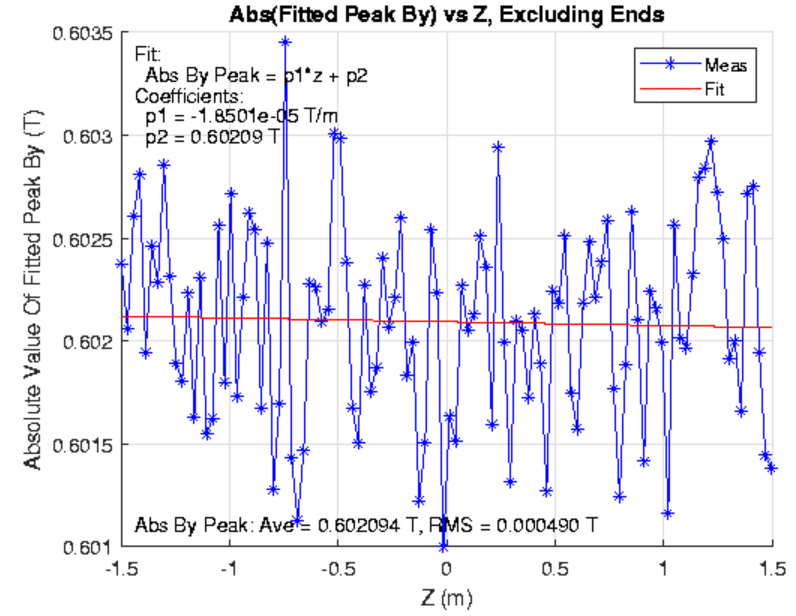 Abs(Fitted Peak By) vs Z, Excluding Ends
Absolute Value Of Fitted Peak By (T)
0.6035
0.603
0.6025
0.602
0.6015
0.601
Fit:
Abs By Peak = p1*z + p2
Coefficients:
p1 = -1.8501e-05 T/m
p2 = 0.60209 T
Meas
Fit
Abs By Peak: Ave = 0.602094 T, RMS = 0.000490 T
-1.5
-1
-0.5
0
0.5
1
1.5
Z (m)